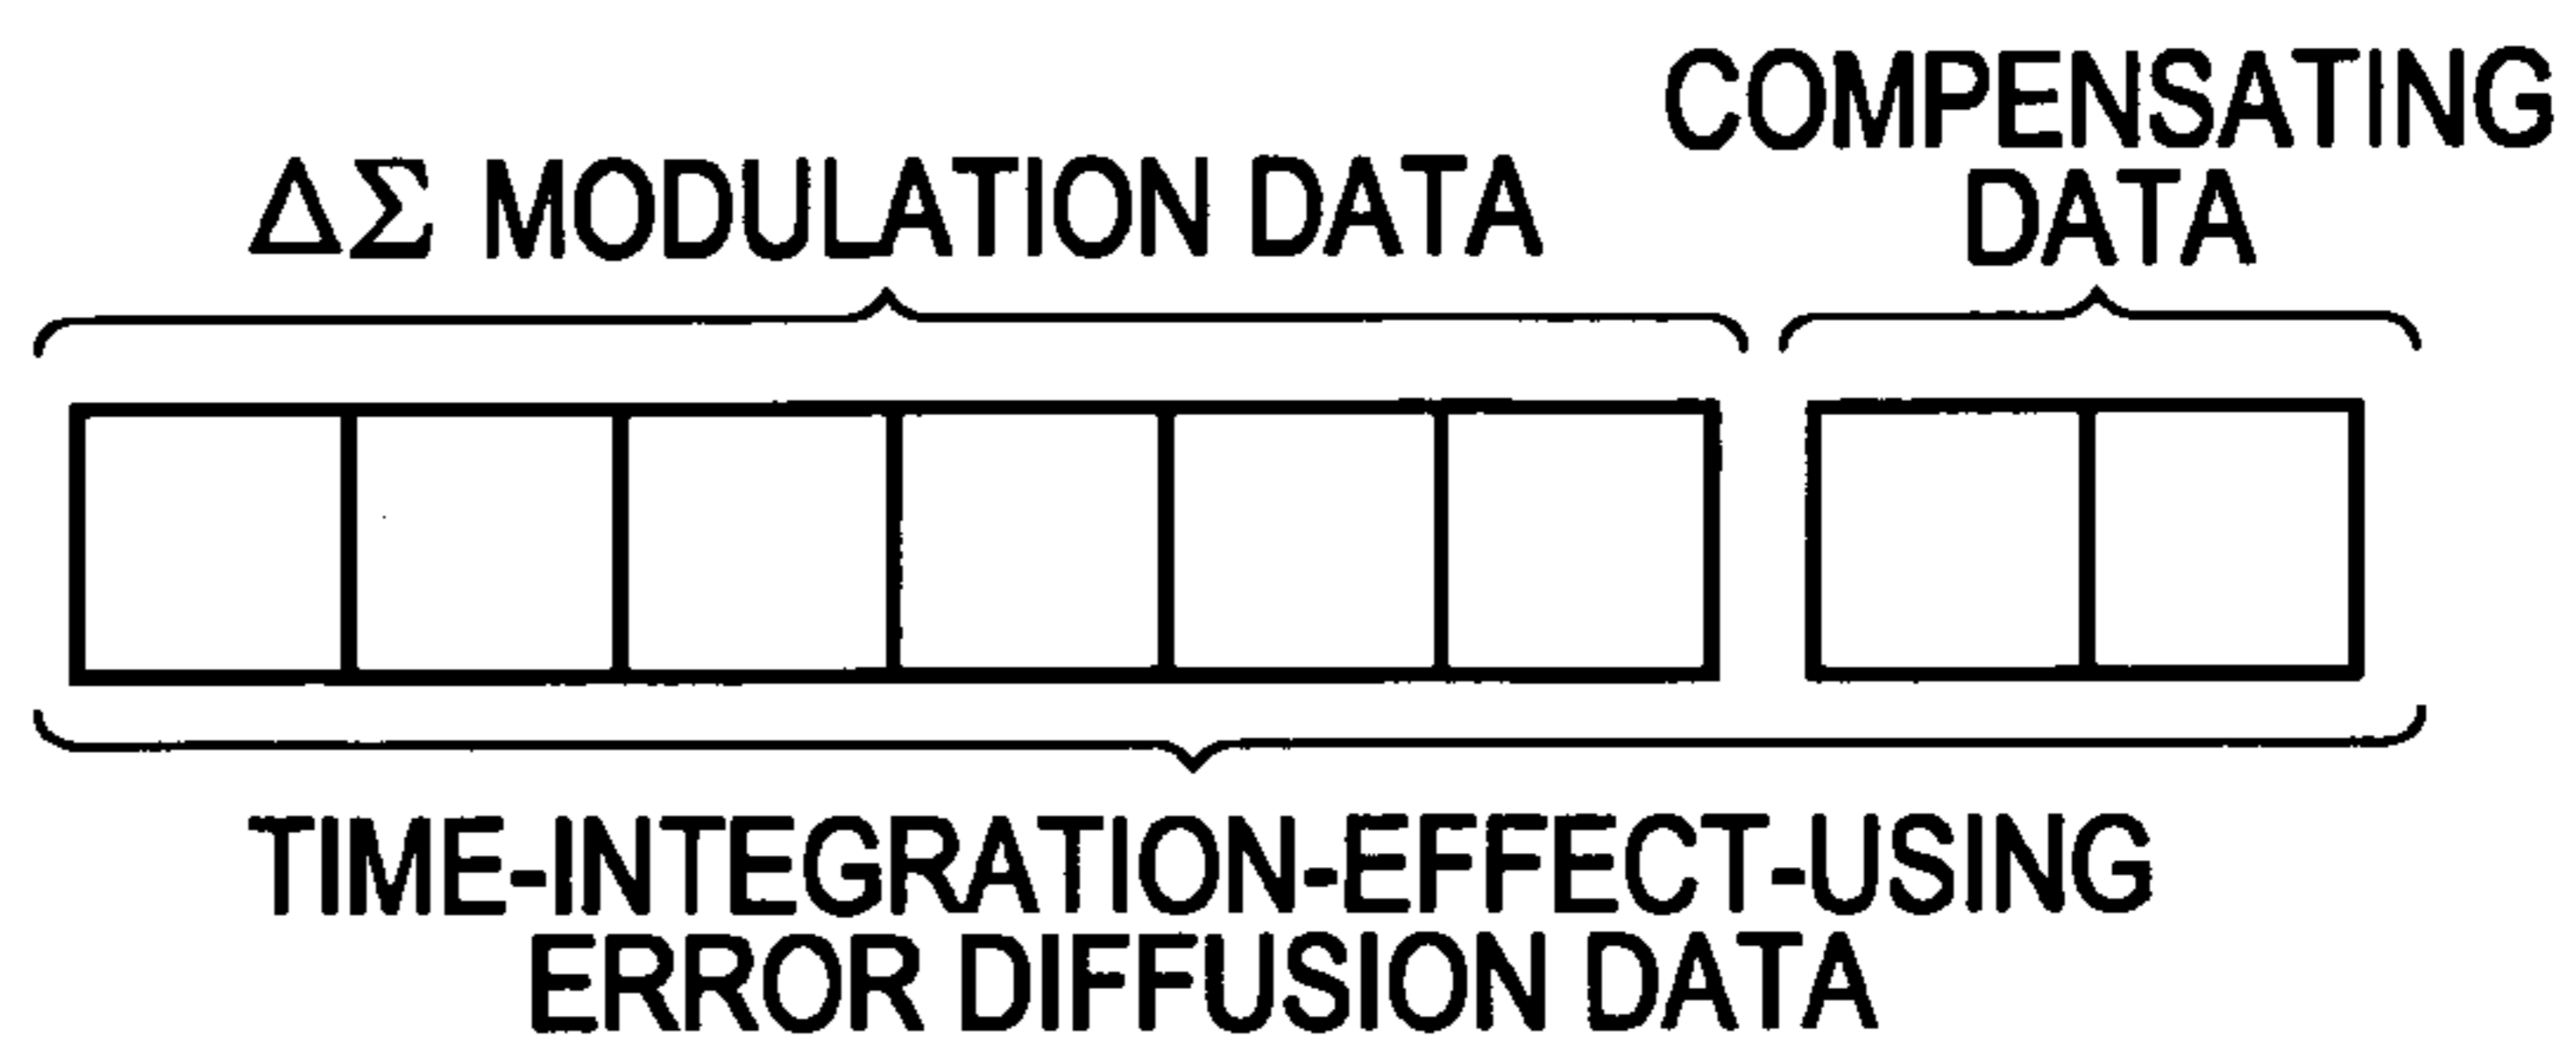 COMPENSATING
DATA
ΔΣ MODULATION DATA
TIME-INTEGRATION-EFFECT-USING
ERROR DIFFUSION DATA